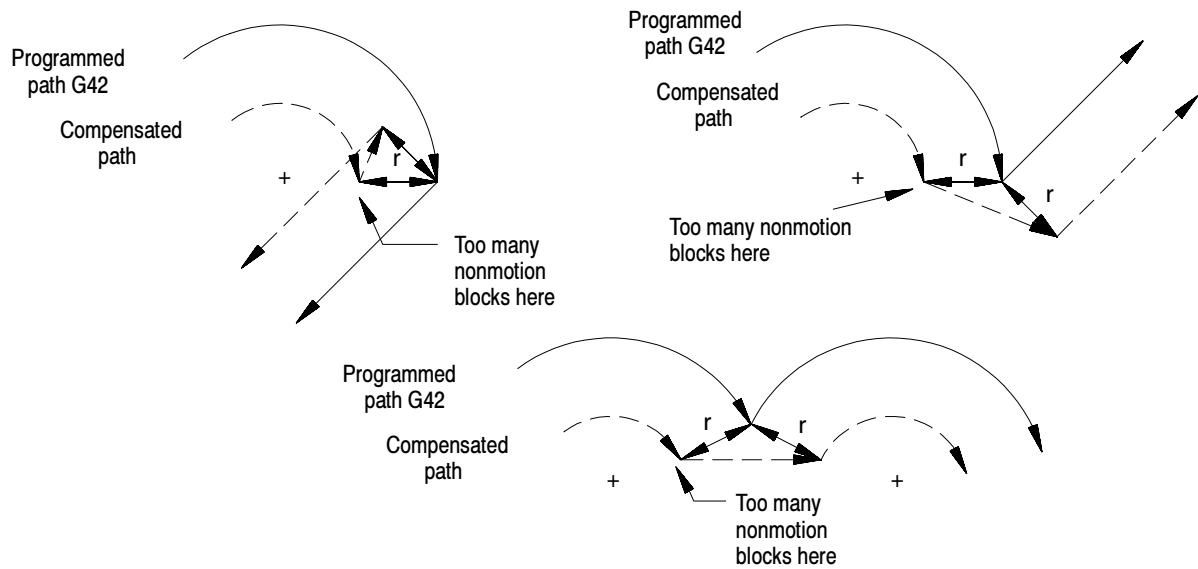 Programmed
path G42
Compensated
path
r
+
Too many
nonmotion
blocks here
Programmed
path G42
Compensated
path
r
+
r
Too many nonmotion
blocks here
Programmed
path G42
r
r
Compensated
path
+
+
Too many
nonmotion
blocks here